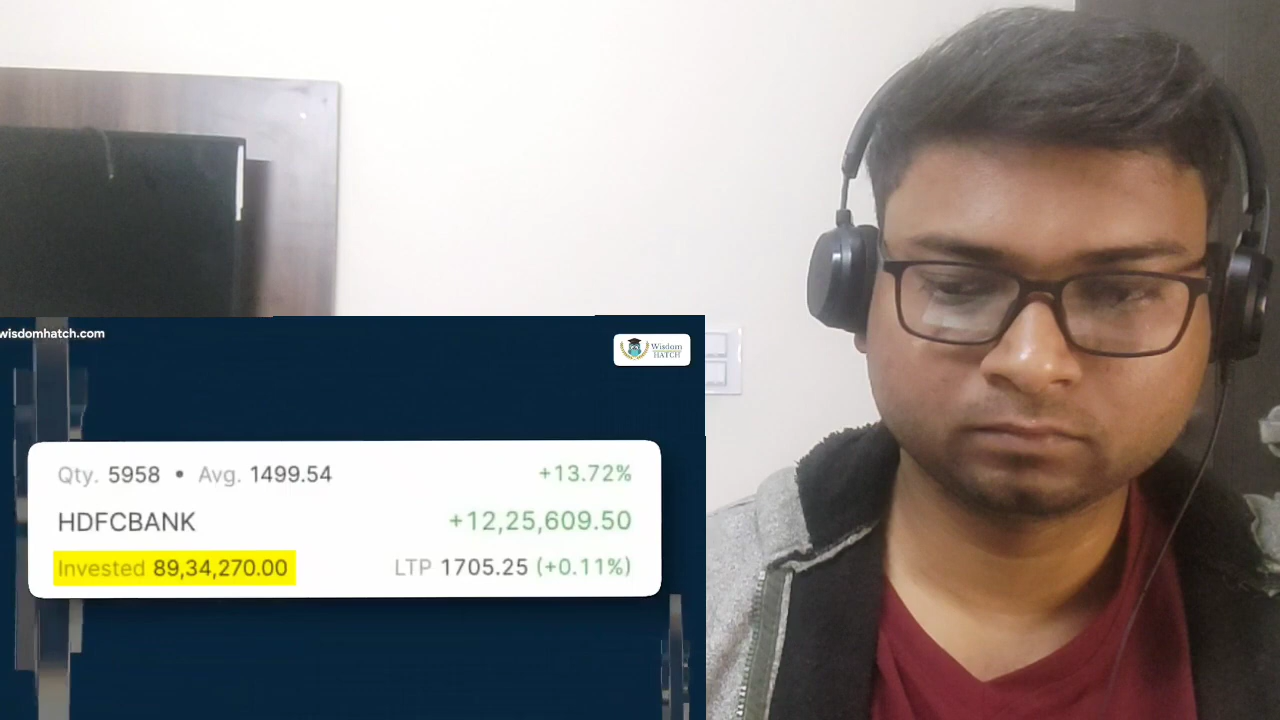 wisdomhatch.com
Wisdom
HATCH
Qty. 5958 • Avg. 1499.54 +13.72%
HDFCBANK +12,25,609.50
Invested 89,34,270.00 LTP 1705.25 (+0.11%)